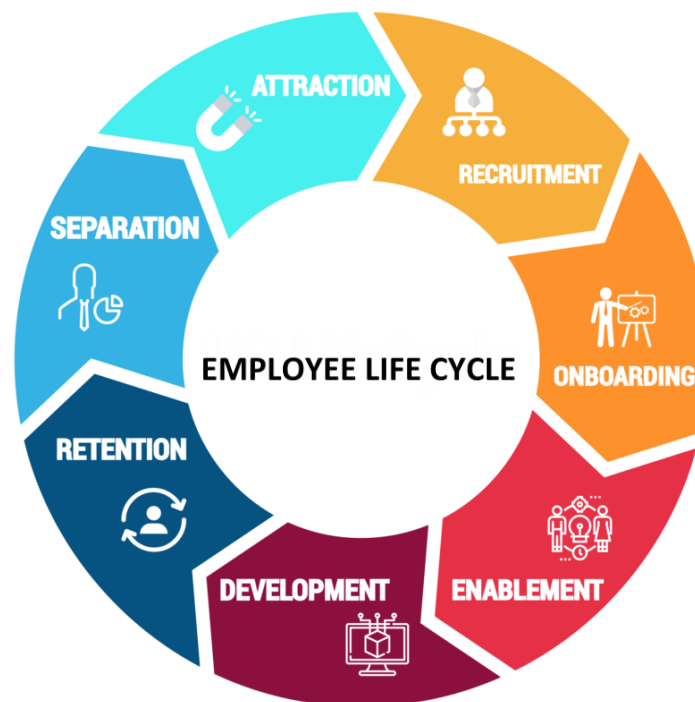 ATTRACTION
RECRUITMENT
ONBOARDING
ENABLEMENT
DEVELOPMENT
RETENTION
SEPARATION
EMPLOYEE LIFE CYCLE